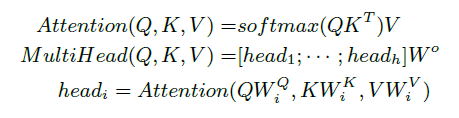 Attention(Q, K, V) =softmax(QK^T)V
MultiHead(Q, K, V) =[head_1; ⋯ ; head_h]W^o
head_i = Attention(QW_i^Q, KW_i^K, VW_i^V)